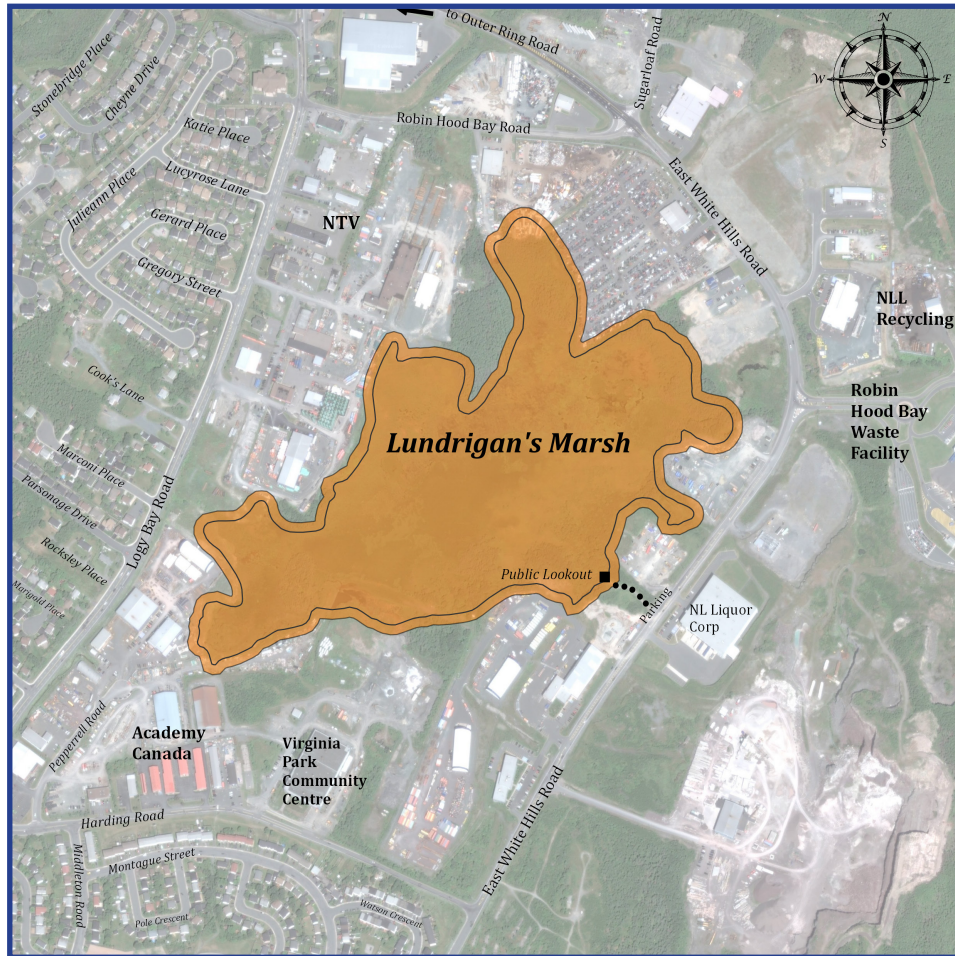 to Outer Ring Road
N
W
E
S
Stonebridge Place
Cheyne Drive
Sugarloaf Road
Katie Place
Robin Hood Bay Road
Lucyrose Lane
Julieann Place
East White Hills Road
Gerard Place
NTV
Gregory Street
NLL
Recycling
Cook's Lane
Robin
Hood Bay
Waste
Facility
Lundrigan's Marsh
Marconi Place
Parsonage Drive
Logy Bay Road
Rocksley Place
Marigold Place
Public Lookout
Parking
NL Liquor
Corp
Pepperrell Road
Academy
Canada
Virginia
Park
Community
Centre
East White Hills Road
Harding Road
Middleton Road
Montague Street
Pole Crescent
Watson Crescent